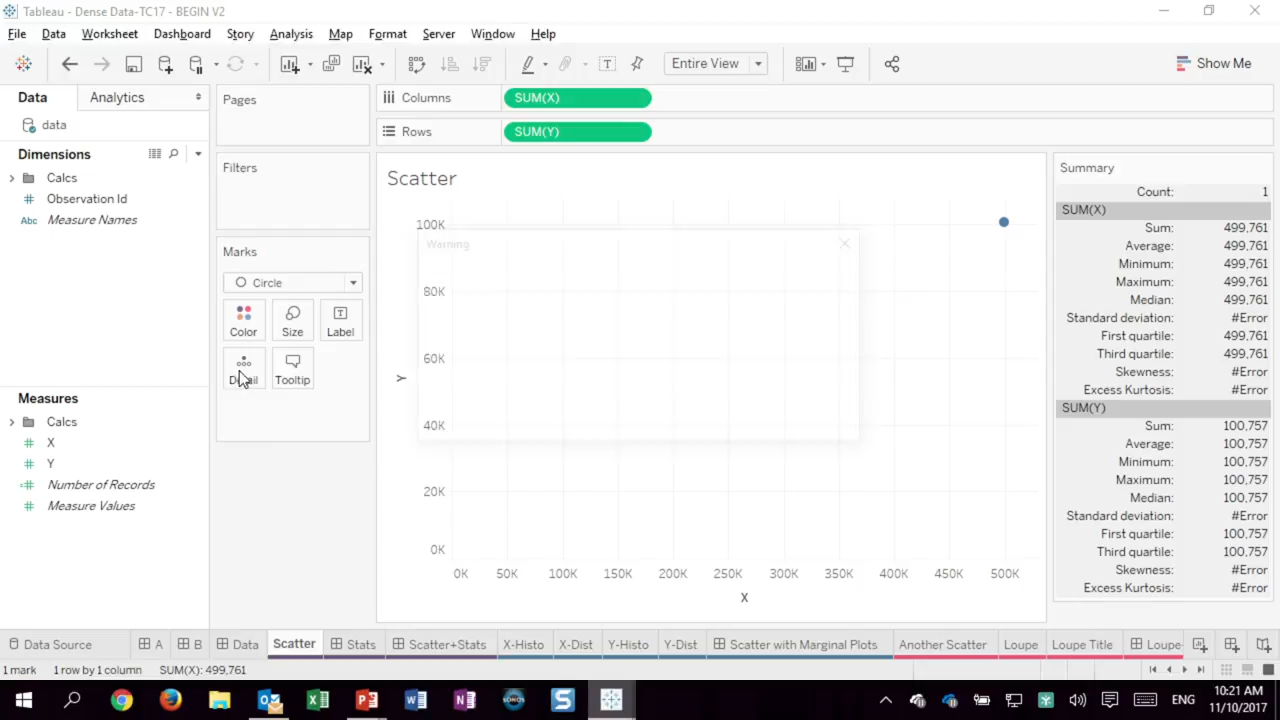 Tableau - Dense Data-TC17 - BEGIN V2
File Data Worksheet Dashboard Story Analysis Map Format Server Window Help
Entire View
Show Me
Data Analytics
data
Dimensions
Calcs
Observation Id
Abc Measure Names
Measures
Calcs
X
Y
Number of Records
Measure Values
Pages
Filters
Marks
Circle
Color Size Label
Detail Tooltip
Columns SUM(X)
Rows SUM(Y)
Scatter
Warning
100K
80K
60K
40K
20K
0K
Y
0K 50K 100K 150K 200K 250K 300K 350K 400K 450K 500K
X
Summary
Count: 1
SUM(X)
Sum: 499,761
Average: 499,761
Minimum: 499,761
Maximum: 499,761
Median: 499,761
Standard deviation: #Error
First quartile: 499,761
Third quartile: 499,761
Skewness: #Error
Excess Kurtosis: #Error
SUM(Y)
Sum: 100,757
Average: 100,757
Minimum: 100,757
Maximum: 100,757
Median: 100,757
Standard deviation: #Error
First quartile: 100,757
Third quartile: 100,757
Skewness: #Error
Excess Kurtosis: #Error
Data Source A B Data Scatter Stats Scatter+Stats X-Histo X-Dist Y-Histo Y-Dist Scatter with Marginal Plots Another Scatter Loupe Loupe Title Loupe
1 mark 1 row by 1 column SUM(X): 499,761
ENG
10:21 AM
11/10/2017